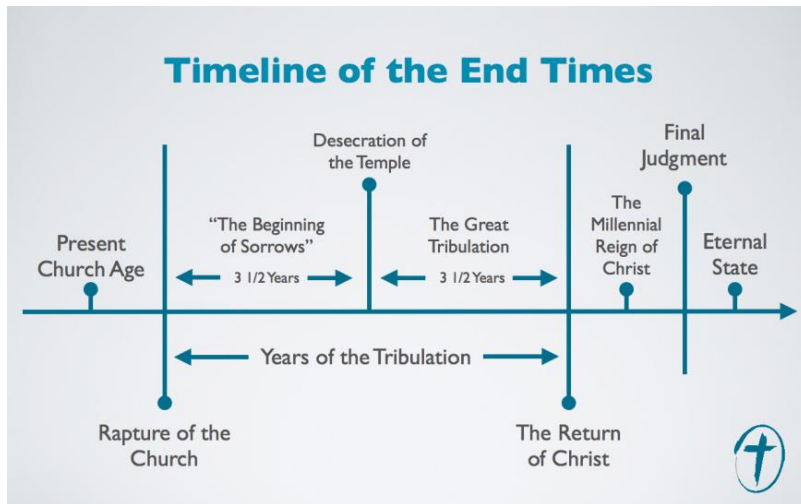 Timeline of the End Times
Present
Church Age
Rapture of the
Church
“The Beginning
of Sorrows”
3 1/2 Years
Desecration of
the Temple
The Great
Tribulation
3 1/2 Years
Years of the Tribulation
The Return
of Christ
The
Millennial
Reign of
Christ
Final
Judgment
Eternal
State